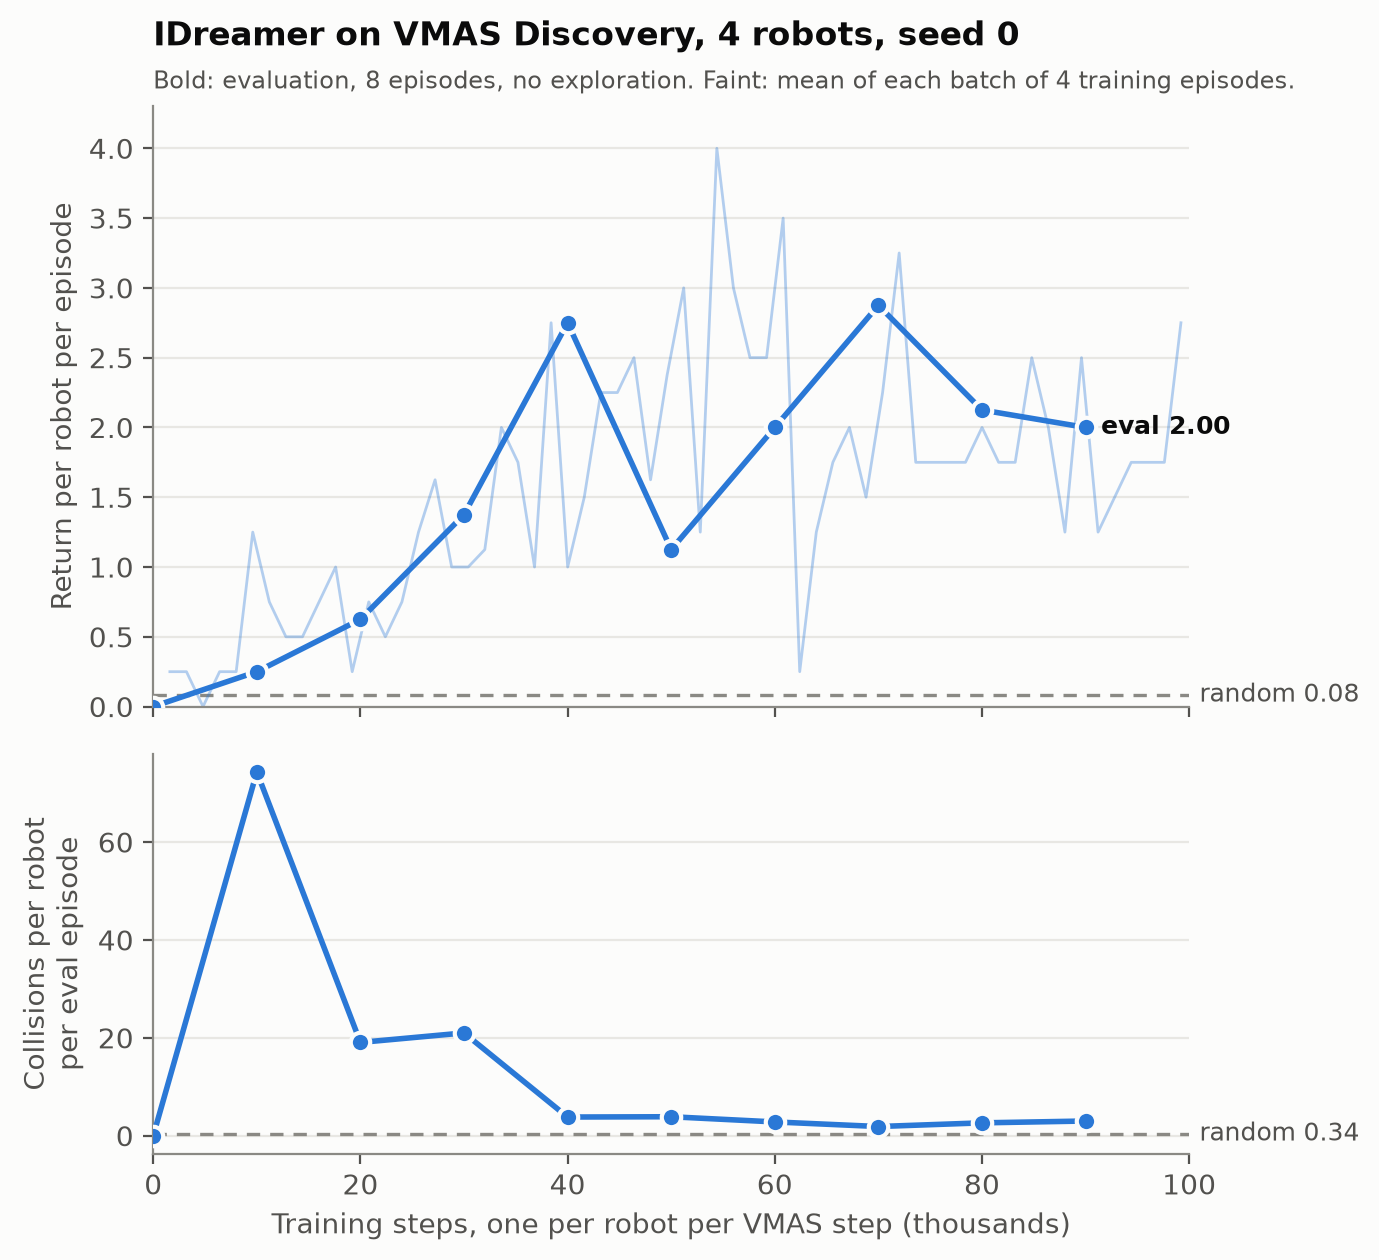 IDreamer on VMAS Discovery, 4 robots, seed 0
Bold: evaluation, 8 episodes, no exploration. Faint: mean of each batch of 4 training episodes.
Return per robot per episode
4.0
3.5
3.0
2.5
2.0
1.5
1.0
0.5
0.0
eval 2.00
random 0.08
Collisions per robot
per eval episode
60
40
20
0
random 0.34
0 20 40 60 80 100
Training steps, one per robot per VMAS step (thousands)